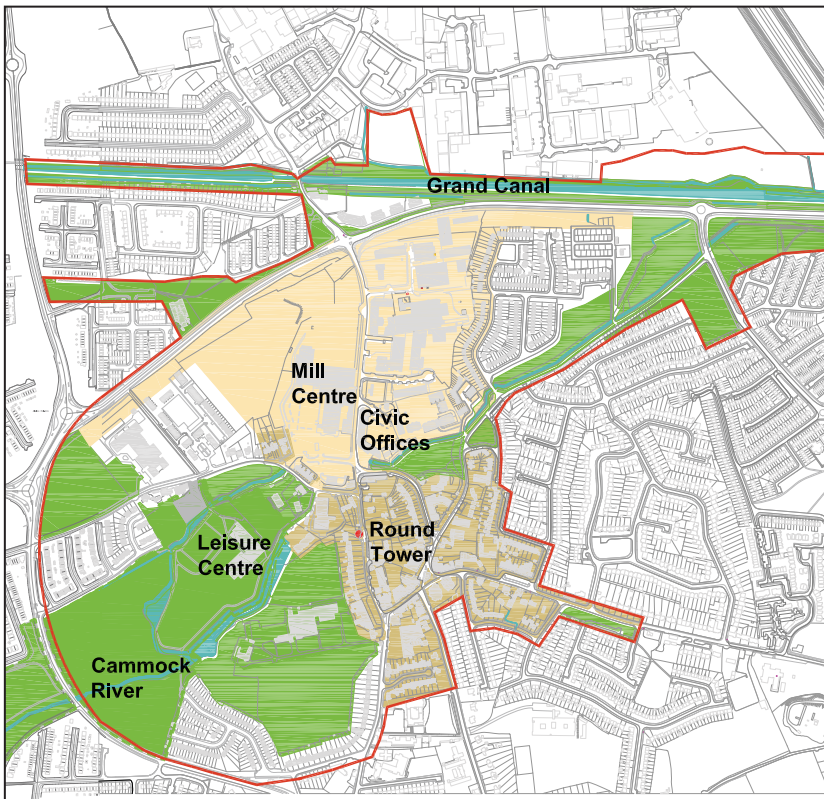 Grand Canal
Mill
Centre
Civic
Offices
Round
Tower
Leisure
Centre
Cammock
River